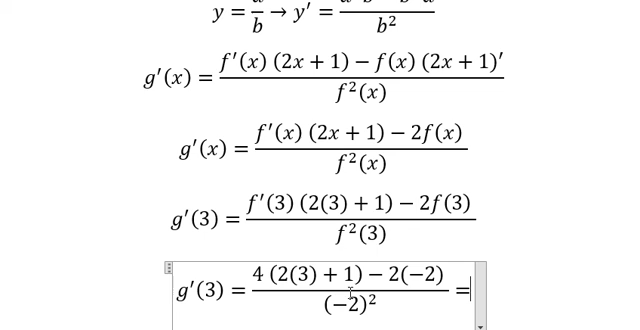 y = a/b → y′ = (a′b − b′a)/b²
g′(x) = (f′(x) (2x + 1) − f(x) (2x + 1)′)/f²(x)
g′(x) = (f′(x) (2x + 1) − 2f(x))/f²(x)
g′(3) = (f′(3) (2(3) + 1) − 2f(3))/f²(3)
g′(3) = (4 (2(3) + 1) − 2(−2))/(−2)² =